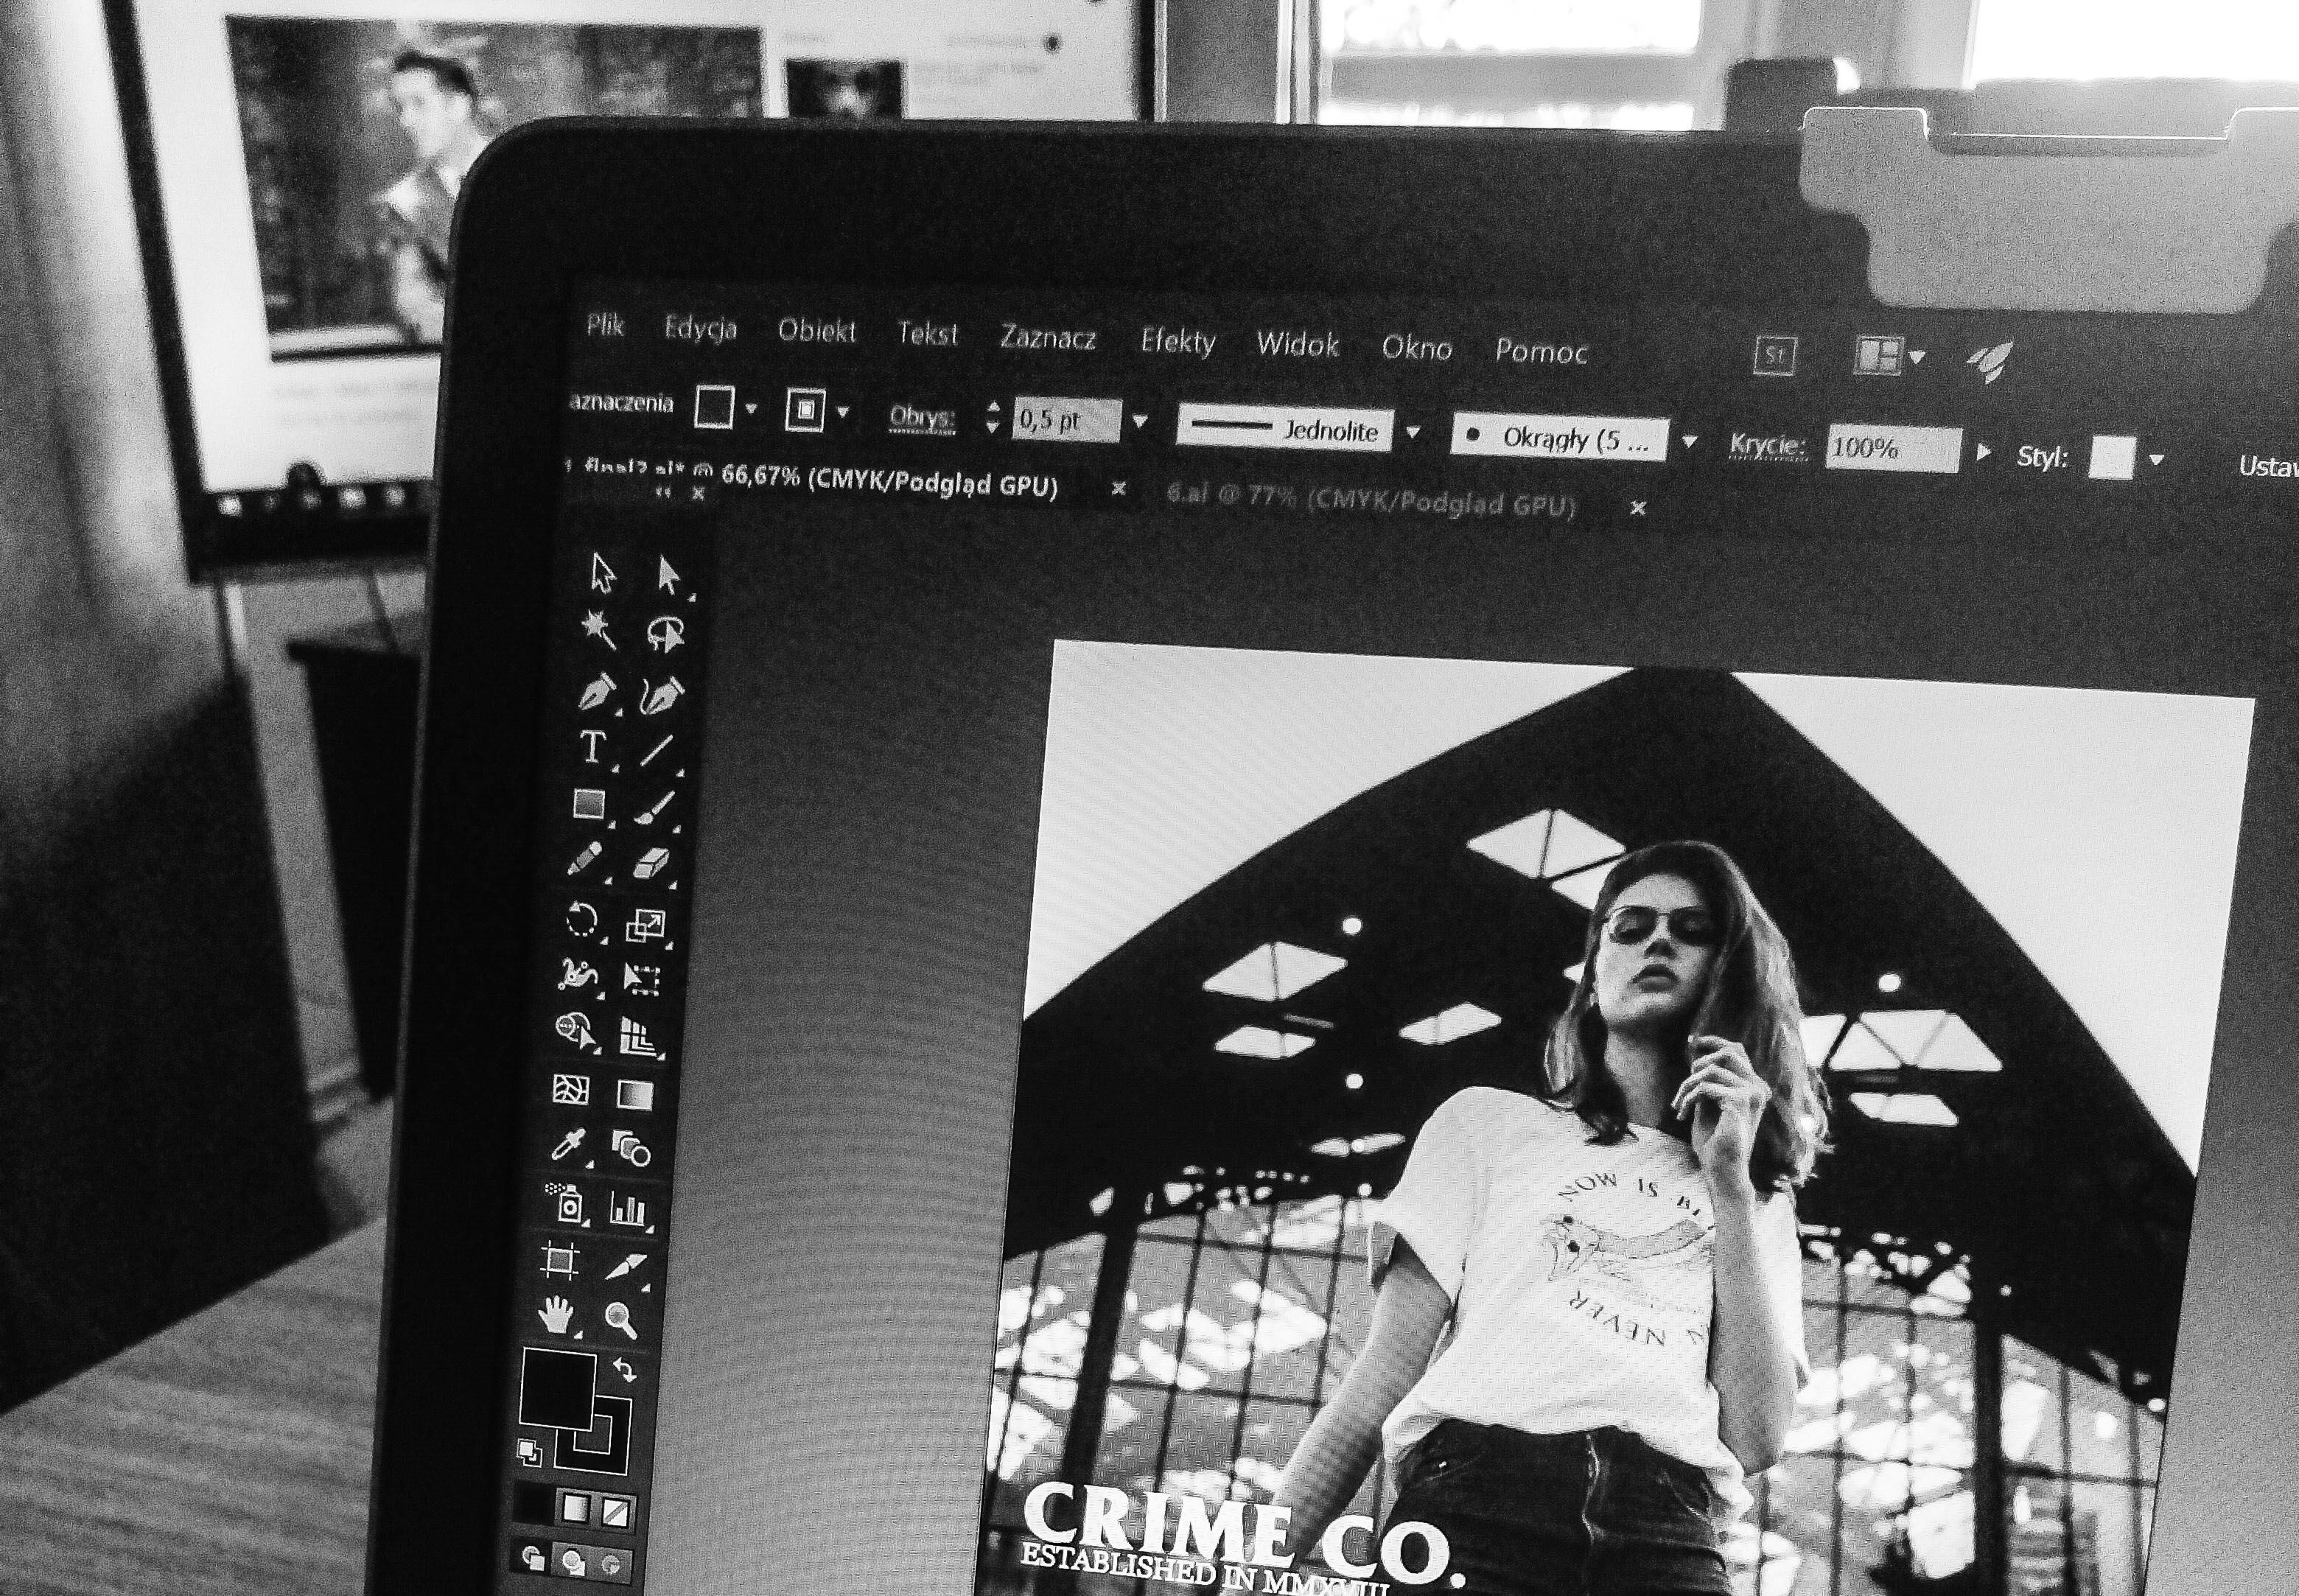 Plik Edycja Obiekt Tekst Zaznacz Efekty Widok Okno Pomoc St
aznaczenia Obrys: 0,5 pt Jednolite Okrągły (5 ... Krycie: 100% Styl: Ustaw
@ 66,67% (CMYK/Podgląd GPU) × 6.ai @ 77% (CMYK/Podgląd GPU) ×
T
NOW IS
NEVER
CRIME CO.
ESTABLISHED IN MMXVIII